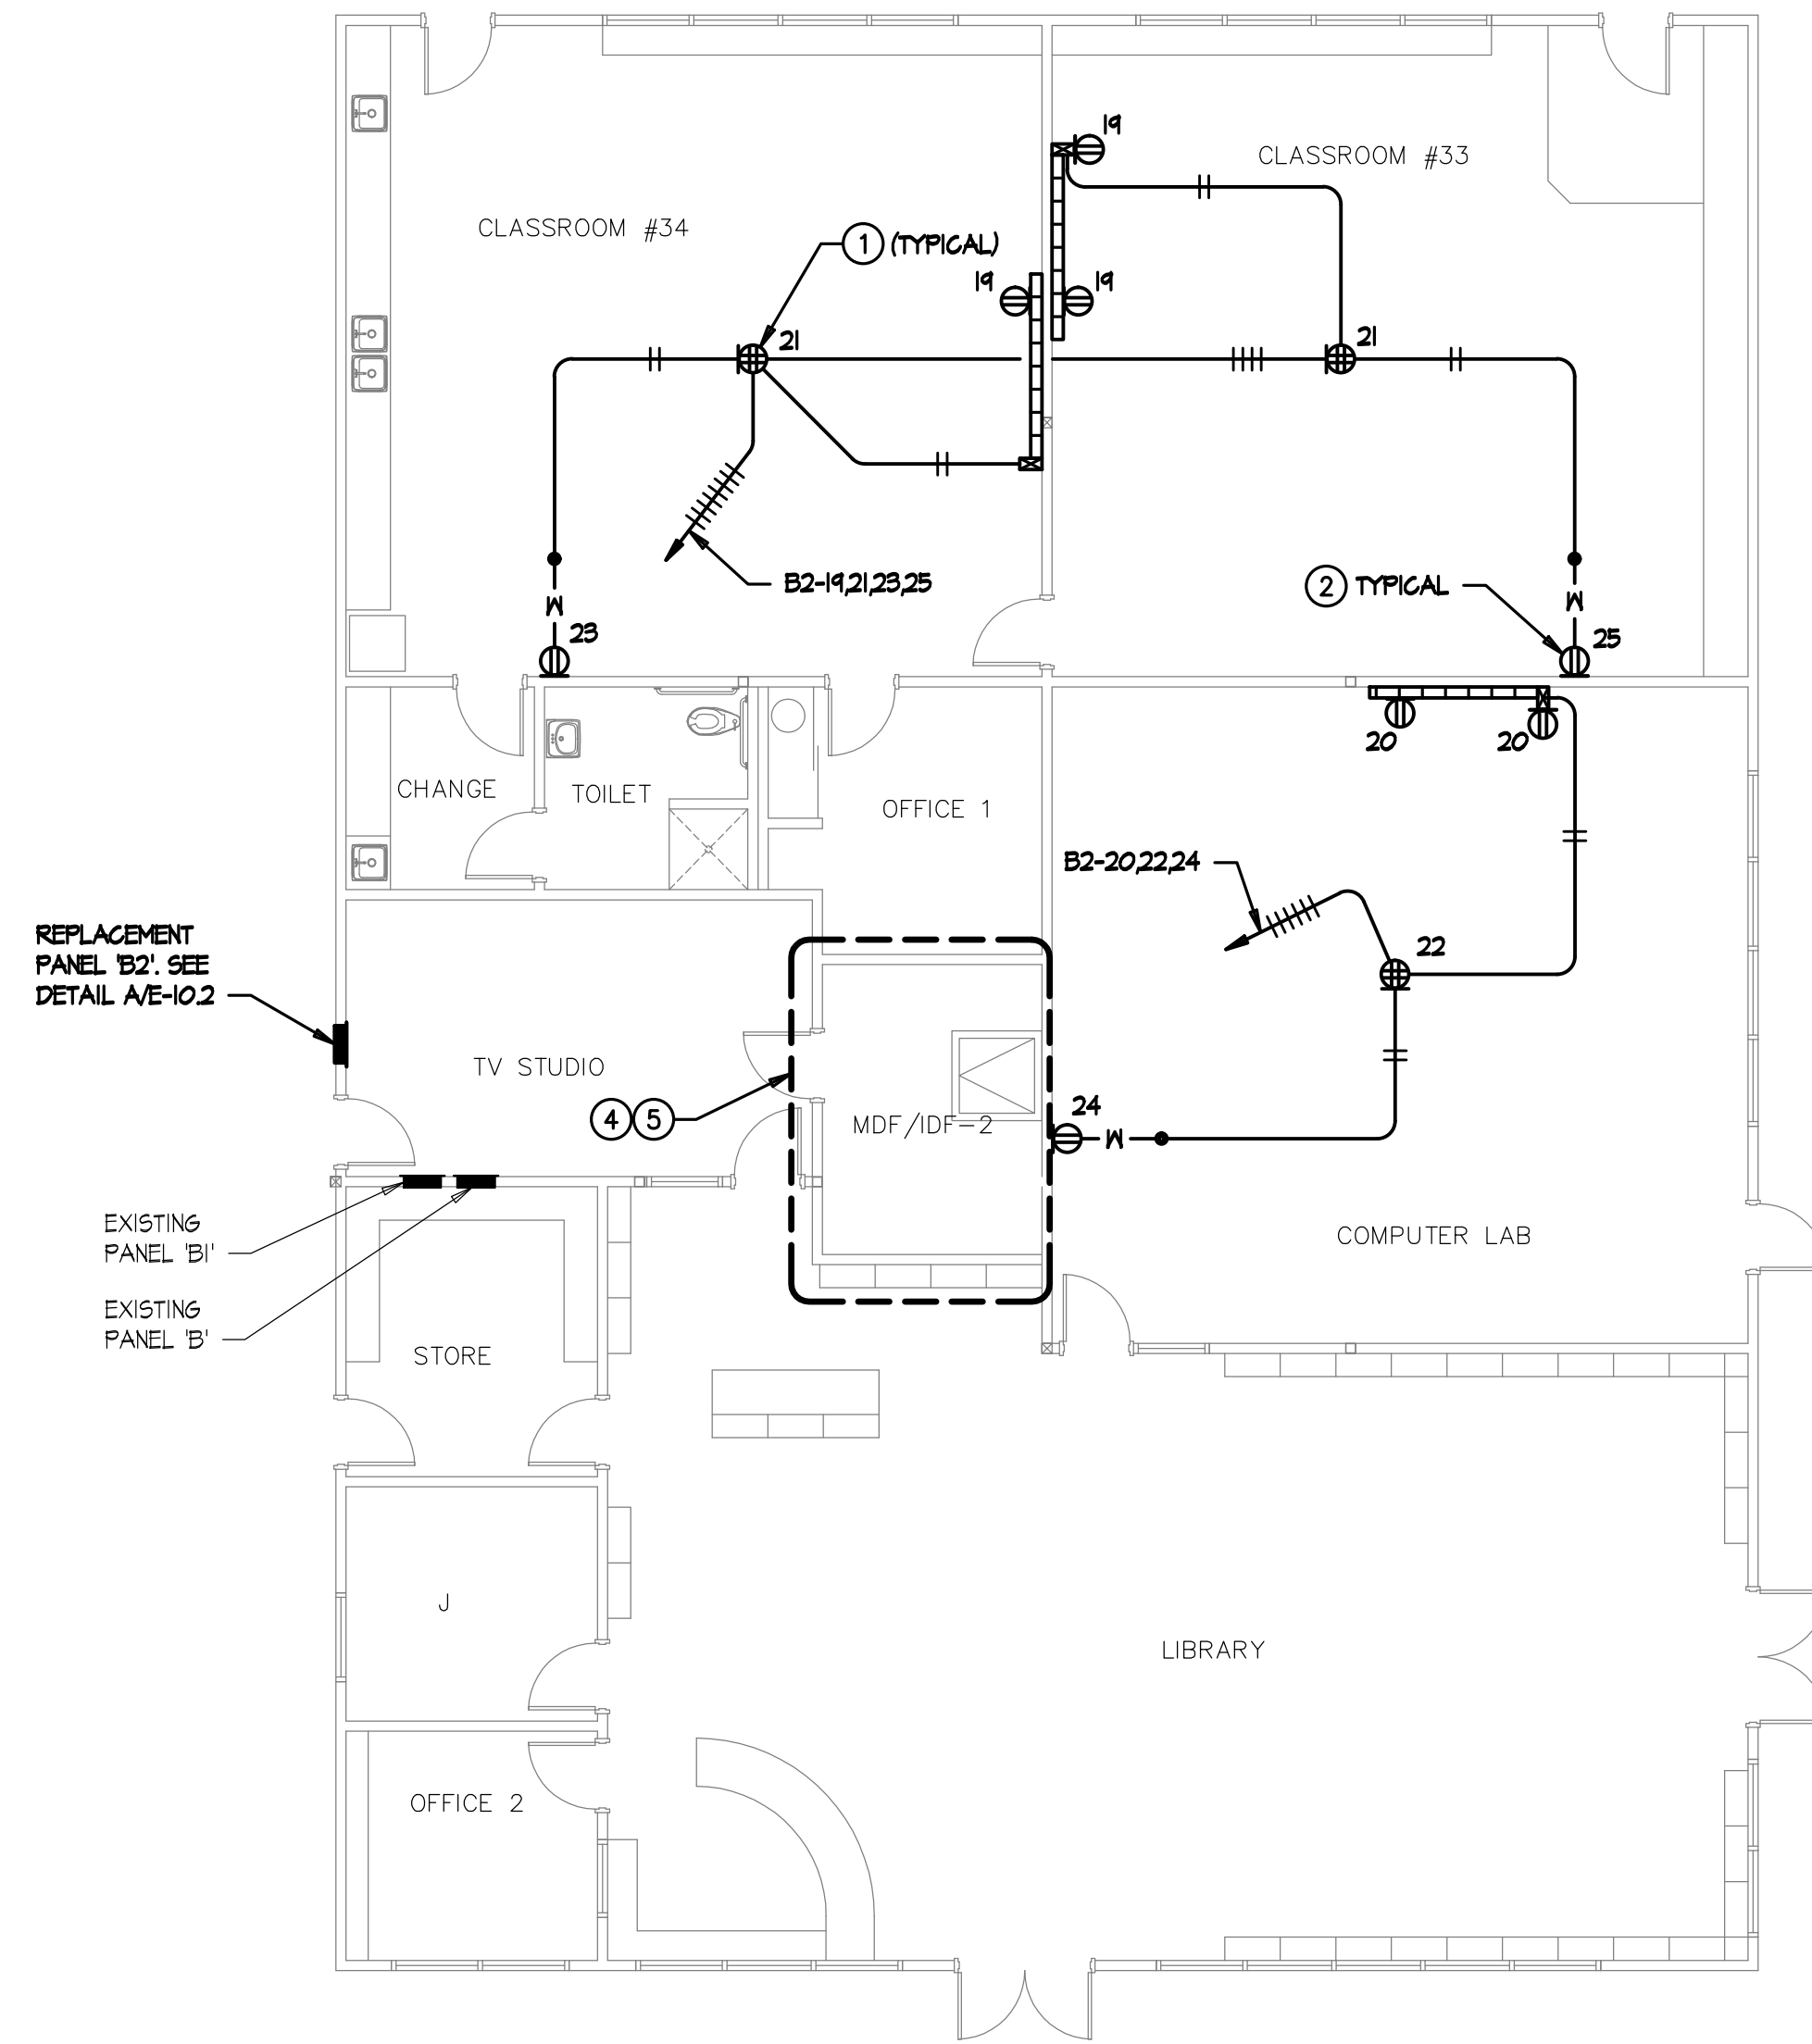 19
CLASSROOM #33
CLASSROOM #34
1 (TYPICAL)
19
19
21
21
B2-19,21,23,25
2 TYPICAL
W
W
23
25
20
20
CHANGE
TOILET
OFFICE 1
B2-20,22,24
REPLACEMENT
PANEL 'B2'. SEE
DETAIL A/E-10.2
22
TV STUDIO
4 5
MDF/IDF-2
24
W
EXISTING
PANEL 'B1'
COMPUTER LAB
EXISTING
PANEL 'B'
STORE
J
LIBRARY
OFFICE 2